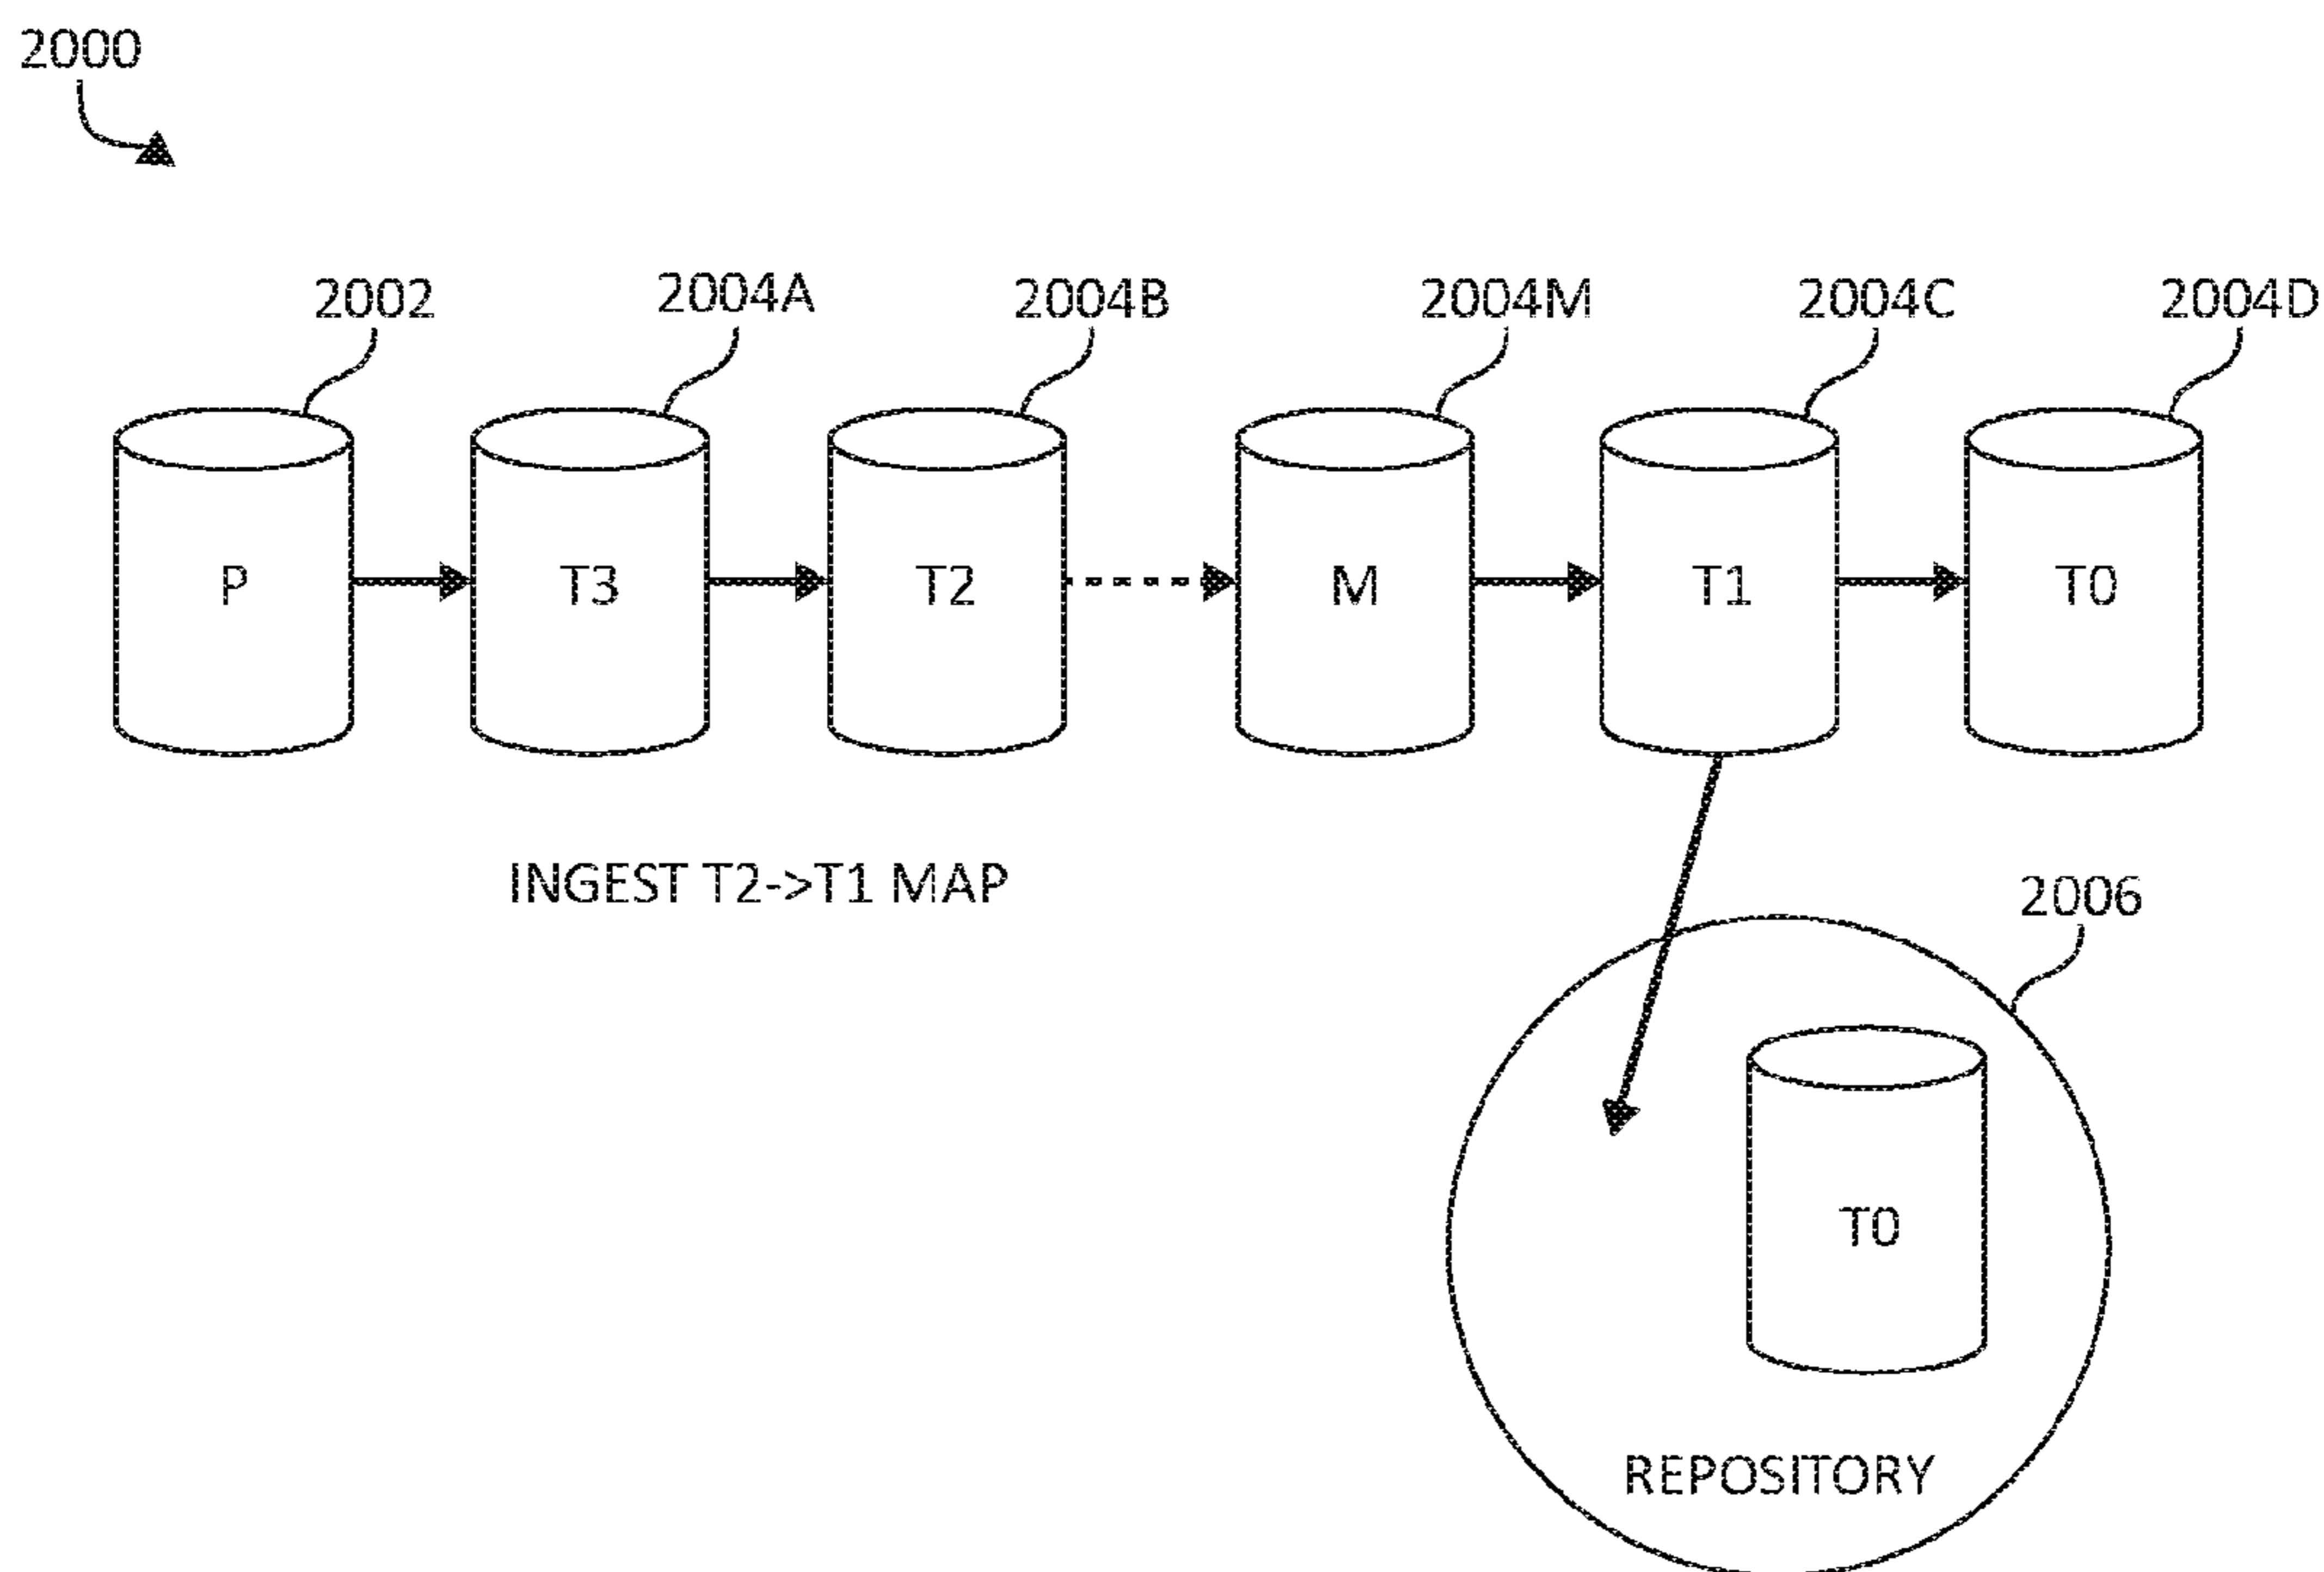 2000
2002
2004A
2004B
2004M
2004C
2004D
P
T3
T2
M
T1
T0
INGEST T2->T1 MAP
2006
T0
REPOSITORY